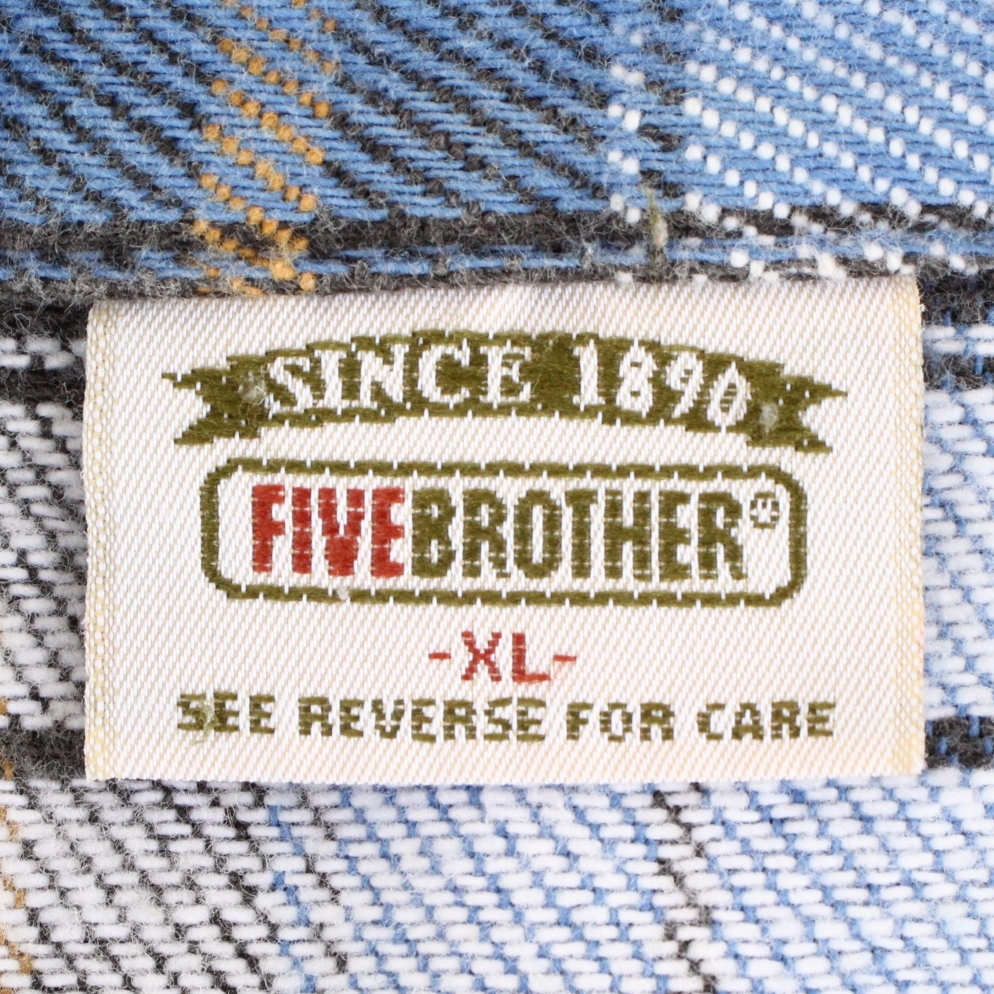 SINCE 1890
FIVEBROTHER®
-XL-
SEE REVERSE FOR CARE